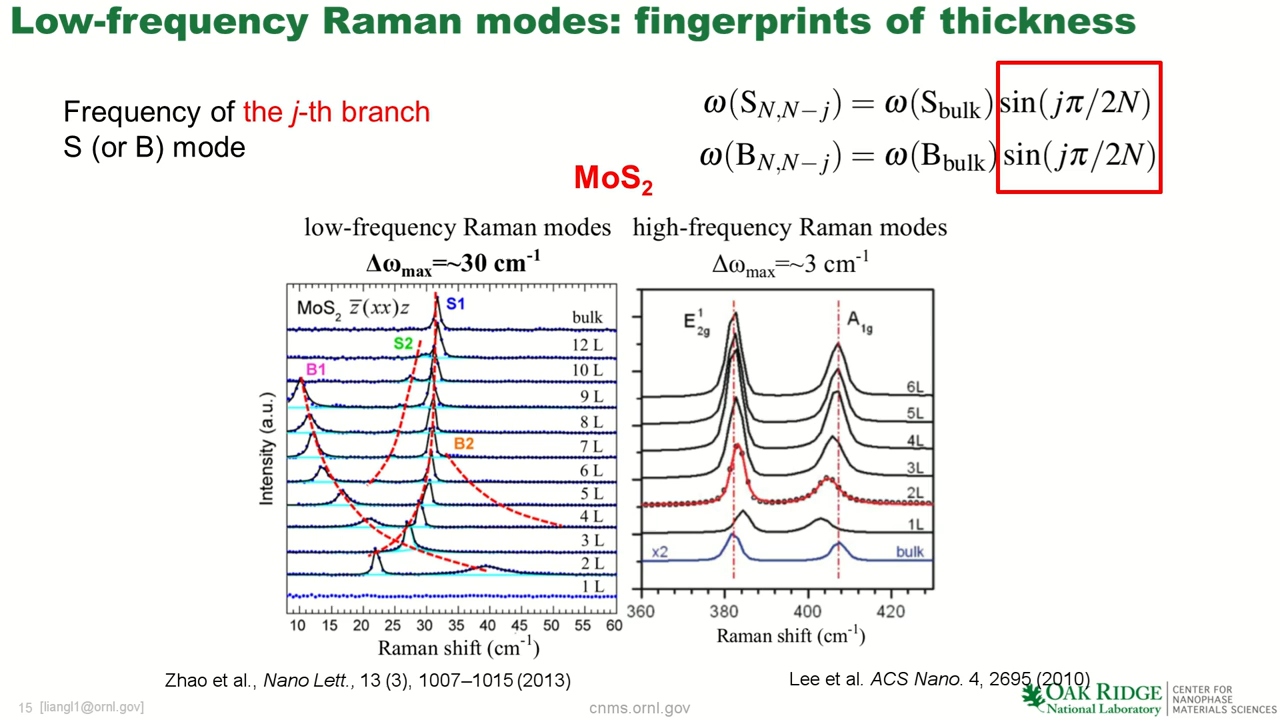 Low-frequency Raman modes: fingerprints of thickness
Frequency of the j-th branch
S (or B) mode
ω(S_{N,N−j}) = ω(S_bulk) sin(jπ/2N)
ω(B_{N,N−j}) = ω(B_bulk) sin(jπ/2N)
MoS₂
low-frequency Raman modes
Δω_max=~30 cm⁻¹
MoS₂ z̅(xx)z
S1
S2
B1
B2
bulk
12 L
10 L
9 L
8 L
7 L
6 L
5 L
4 L
3 L
2 L
1 L
Intensity (a.u.)
10 15 20 25 30 35 40 45 50 55 60
Raman shift (cm⁻¹)
Zhao et al., Nano Lett., 13 (3), 1007–1015 (2013)
high-frequency Raman modes
Δω_max=~3 cm⁻¹
E¹_2g
A_1g
6L
5L
4L
3L
2L
1L
x2
bulk
360 380 400 420
Raman shift (cm⁻¹)
Lee et al. ACS Nano. 4, 2695 (2010)
15 [liangl1@ornl.gov]
cnms.ornl.gov
OAK RIDGE
National Laboratory
CENTER FOR
NANOPHASE
MATERIALS SCIENCES